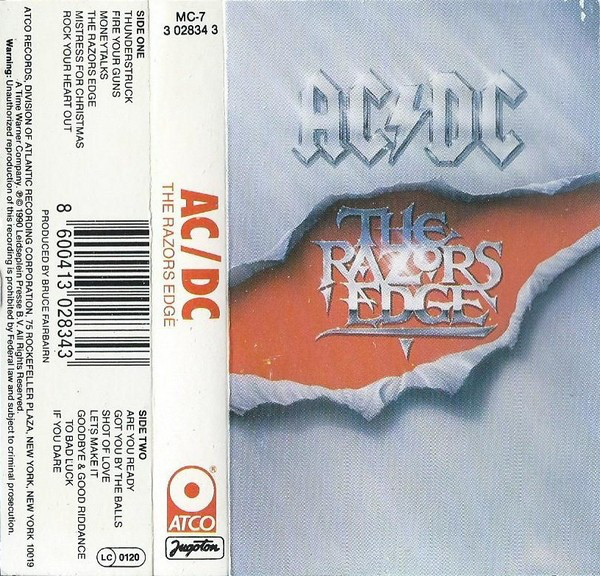 SIDE ONE
THUNDERSTRUCK
FIRE YOUR GUNS
MONEYTALKS
THE RAZORS EDGE
MISTRESS FOR CHRISTMAS
ROCK YOUR HEART OUT
SIDE TWO
ARE YOU READY
GOT YOU BY THE BALLS
SHOT OF LOVE
LETS MAKE IT
GOODBYE & GOOD RIDDANCE
TO BAD LUCK
IF YOU DARE
8 600413 028343
PRODUCED BY BRUCE FAIRBAIRN
ATCO RECORDS, DIVISION OF ATLANTIC RECORDING CORPORATION, 75 ROCKEFELLER PLAZA, NEW YORK, NEW YORK 10019
A Time Warner Company. ℗© 1990 Leidseplein Presse B.V. All Rights Reserved.
Warning: Unauthorized reproduction of this recording is prohibited by Federal law and subject to criminal prosecution.
LC 0120
MC-7
3 02834 3
AC/DC
THE RAZORS EDGE
ATCO®
Jugoton
AC DC
THE
RAZORS
EDGE